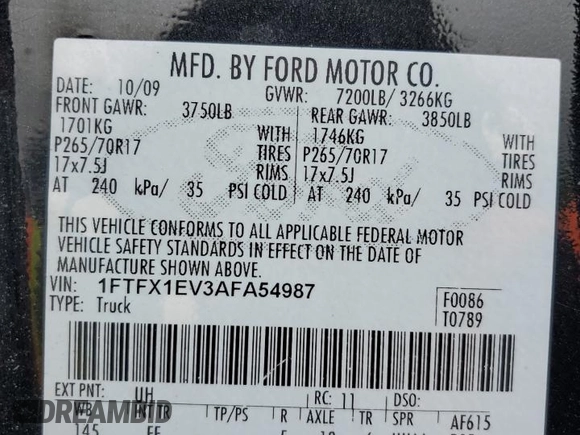 MFD. BY FORD MOTOR CO.
DATE: 10/09 GVWR: 7200LB/ 3266KG
FRONT GAWR: 3750LB REAR GAWR: 3850LB
1701KG WITH 1746KG WITH
P265/70R17 TIRES P265/70R17 TIRES
17x7.5J RIMS 17x7.5J RIMS
AT 240 kPa/ 35 PSI COLD AT 240 kPa/ 35 PSI COLD
THIS VEHICLE CONFORMS TO ALL APPLICABLE FEDERAL MOTOR
VEHICLE SAFETY STANDARDS IN EFFECT ON THE DATE OF
MANUFACTURE SHOWN ABOVE.
VIN: 1FTFX1EV3AFA54987 F0086
TYPE: Truck T0789
EXT PNT: UH RC: 11 DSO:
WB INT TR TP/PS R AXLE TR SPR AF615
145
DREAMBID